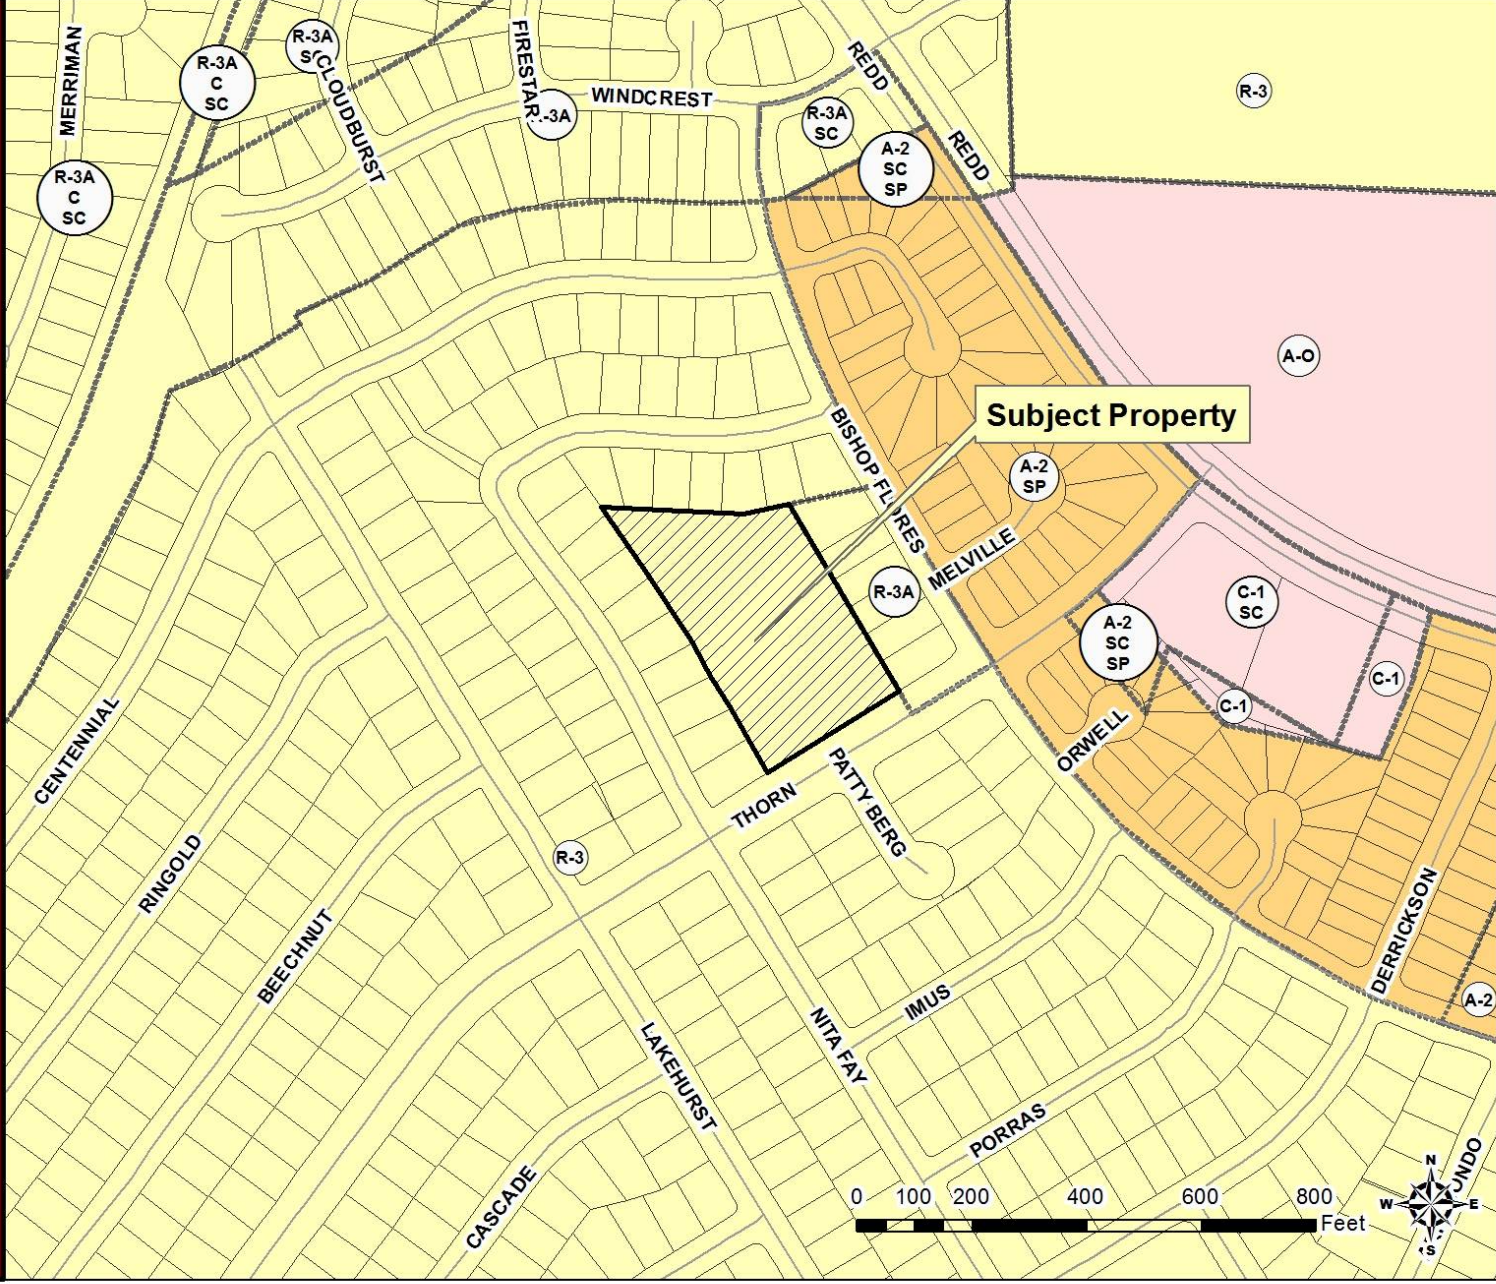 MERRIMAN
R-3A
C
SC
R-3A
SC
CLOUDBURST
FIRESTAR
WINDCREST
REDD
R-3A
SC
A-2
SC
SP
REDD
R-3
R-3A
C
SC
A-O
Subject Property
BISHOP FLORES
A-2
SP
MELVILLE
R-3A
C-1
SC
A-2
SC
SP
C-1
C-1
ORWELL
CENTENNIAL
THORN
PATTY BERG
RINGOLD
R-3
BEECHNUT
DERRICKSON
A-2
IMUS
NITA FAY
LAKEHURST
PORRAS
CASCADE
0 100 200 400 600 800
Feet
N
W E
S